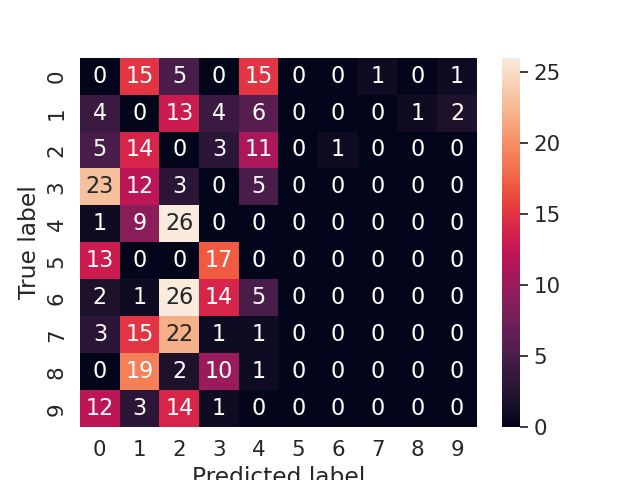 0 0 15 5 0 15 0 0 1 0 1
1 4 0 13 4 6 0 0 0 1 2
2 5 14 0 3 11 0 1 0 0 0
3 23 12 3 0 5 0 0 0 0 0
4 1 9 26 0 0 0 0 0 0 0
5 13 0 0 17 0 0 0 0 0 0
6 2 1 26 14 5 0 0 0 0 0
7 3 15 22 1 1 0 0 0 0 0
8 0 19 2 10 1 0 0 0 0 0
9 12 3 14 1 0 0 0 0 0 0
0 1 2 3 4 5 6 7 8 9
Predicted label
True label
25
20
15
10
5
0